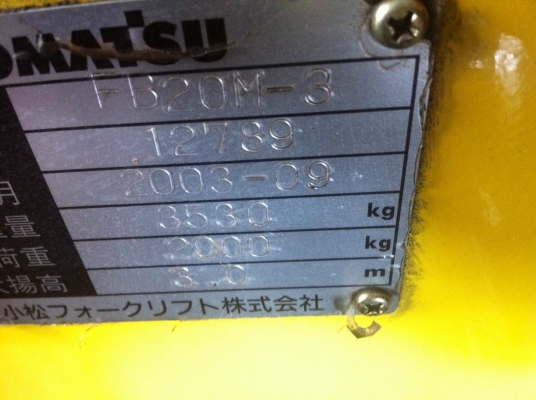 OMATSU
FB20M-3
12789
月 2003-09
量 3530 kg
荷重 2000 kg
揚高 3.0 m
小松フォークリフト株式会社